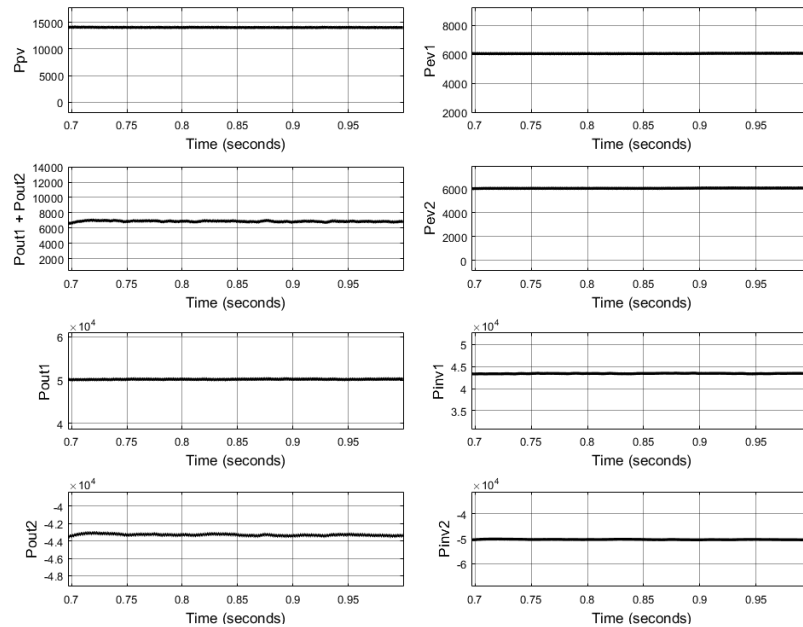 Ppv
15000
10000
5000
0
0.7 0.75 0.8 0.85 0.9 0.95
Time (seconds)
Pev1
8000
6000
4000
2000
0.7 0.75 0.8 0.85 0.9 0.95
Time (seconds)
Pout1 + Pout2
14000
12000
10000
8000
6000
4000
2000
0.7 0.75 0.8 0.85 0.9 0.95
Time (seconds)
Pev2
6000
4000
2000
0
0.7 0.75 0.8 0.85 0.9 0.95
Time (seconds)
×10⁴
Pout1
6
5
4
0.7 0.75 0.8 0.85 0.9 0.95
Time (seconds)
×10⁴
Pinv1
5
4.5
4
3.5
0.7 0.75 0.8 0.85 0.9 0.95
Time (seconds)
×10⁴
Pout2
-4
-4.2
-4.4
-4.6
-4.8
0.7 0.75 0.8 0.85 0.9 0.95
Time (seconds)
×10⁴
Pinv2
-4
-5
-6
0.7 0.75 0.8 0.85 0.9 0.95
Time (seconds)